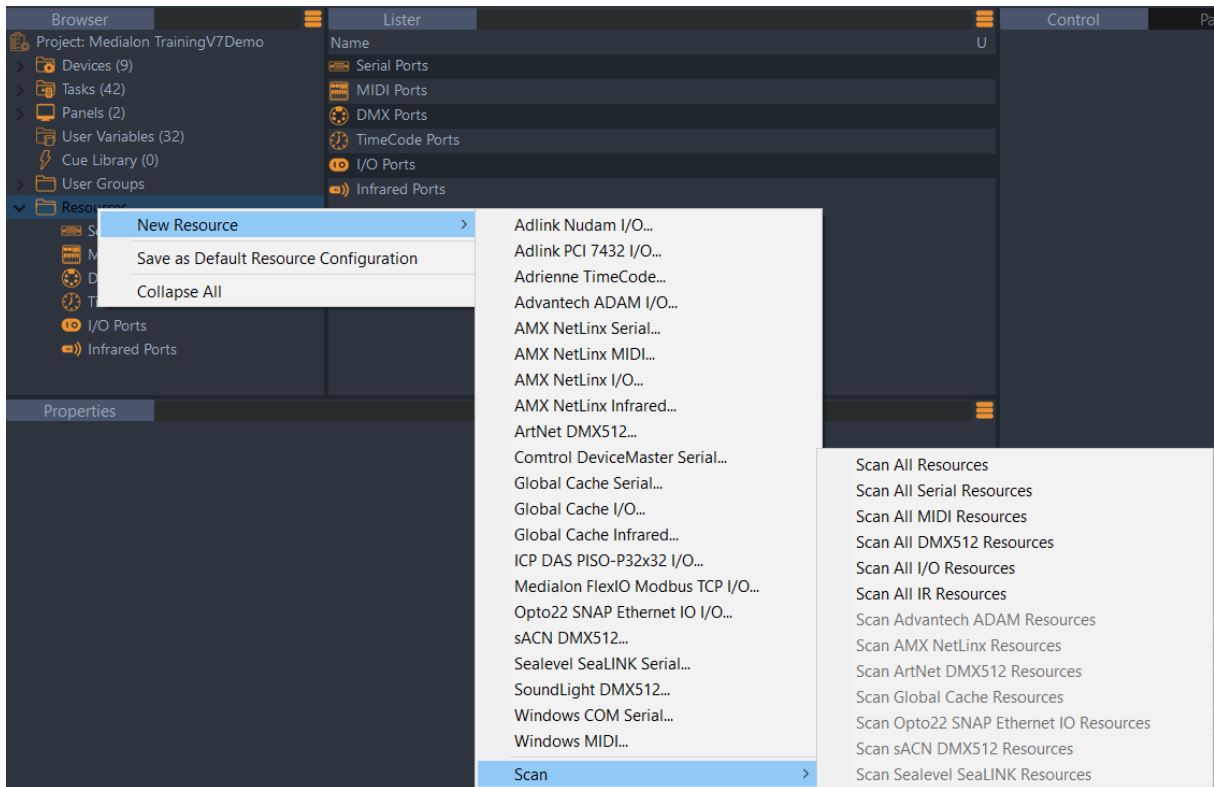 Browser
Lister
Control
Pa
Project: Medialon TrainingV7Demo
Name
U
Devices (9)
Serial Ports
Tasks (42)
MIDI Ports
Panels (2)
DMX Ports
User Variables (32)
TimeCode Ports
Cue Library (0)
I/O Ports
User Groups
Infrared Ports
Resources
New Resource
Save as Default Resource Configuration
Collapse All
S
M
D
Ti
I/O Ports
Infrared Ports
Properties
Adlink Nudam I/O...
Adlink PCI 7432 I/O...
Adrienne TimeCode...
Advantech ADAM I/O...
AMX NetLinx Serial...
AMX NetLinx MIDI...
AMX NetLinx I/O...
AMX NetLinx Infrared...
ArtNet DMX512...
Comtrol DeviceMaster Serial...
Global Cache Serial...
Global Cache I/O...
Global Cache Infrared...
ICP DAS PISO-P32x32 I/O...
Medialon FlexIO Modbus TCP I/O...
Opto22 SNAP Ethernet IO I/O...
sACN DMX512...
Sealevel SeaLINK Serial...
SoundLight DMX512...
Windows COM Serial...
Windows MIDI...
Scan
Scan All Resources
Scan All Serial Resources
Scan All MIDI Resources
Scan All DMX512 Resources
Scan All I/O Resources
Scan All IR Resources
Scan Advantech ADAM Resources
Scan AMX NetLinx Resources
Scan ArtNet DMX512 Resources
Scan Global Cache Resources
Scan Opto22 SNAP Ethernet IO Resources
Scan sACN DMX512 Resources
Scan Sealevel SeaLINK Resources